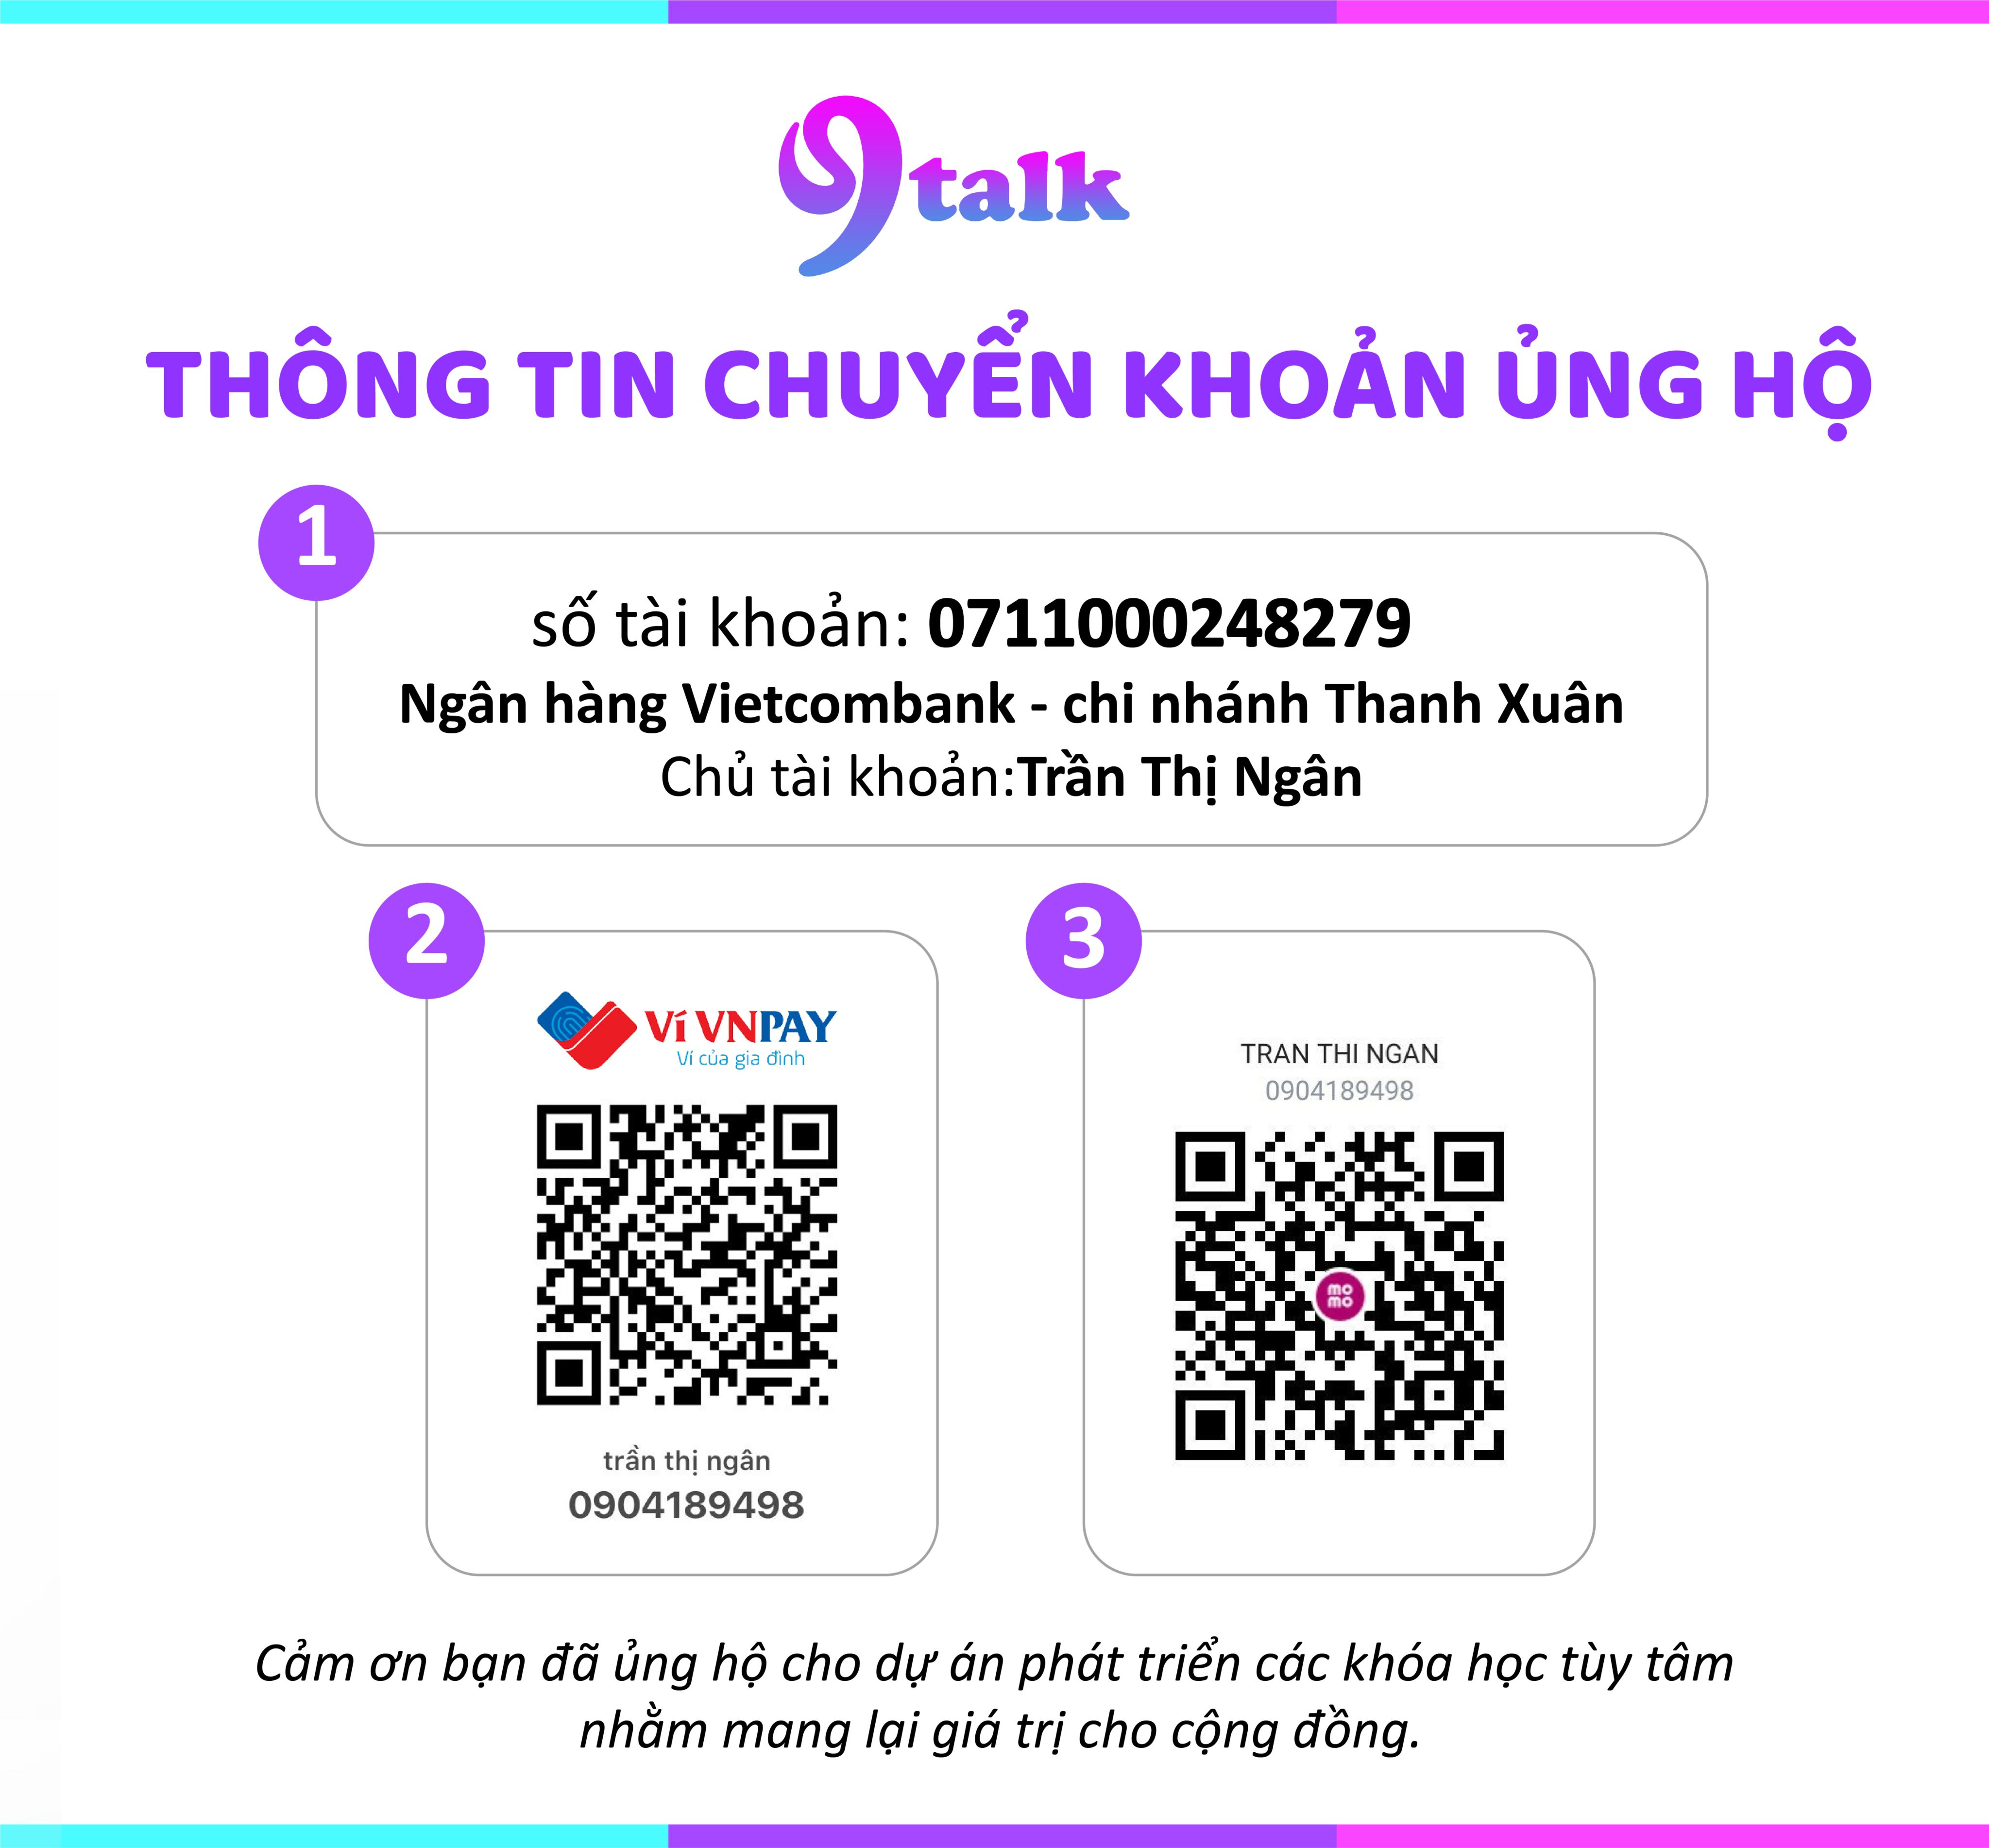 9talk
THÔNG TIN CHUYỂN KHOẢN ỦNG HỘ
1
số tài khoản: 0711000248279
Ngân hàng Vietcombank - chi nhánh Thanh Xuân
Chủ tài khoản:Trần Thị Ngân
2
Ví VNPAY
Ví của gia đình
trần thị ngân
0904189498
3
TRAN THI NGAN
0904189498
mo
mo
Cảm ơn bạn đã ủng hộ cho dự án phát triển các khóa học tùy tâm
nhằm mang lại giá trị cho cộng đồng.